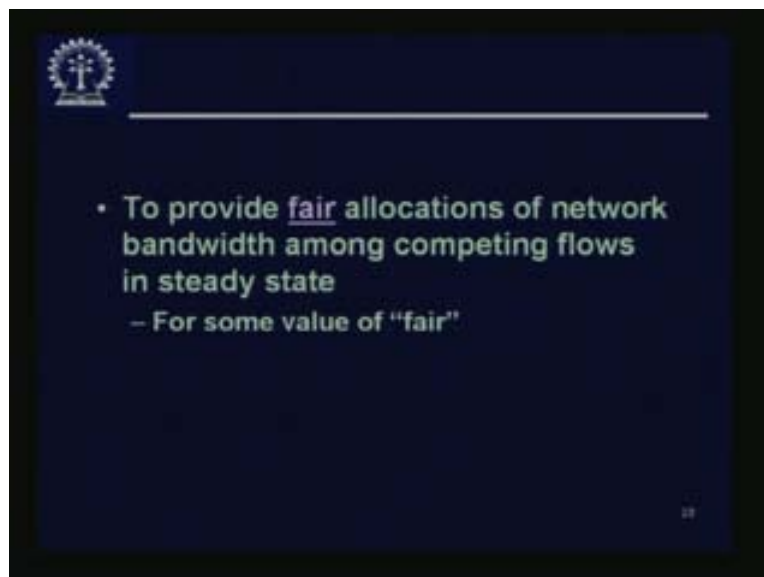 • To provide fair allocations of network
bandwidth among competing flows
in steady state
– For some value of “fair”